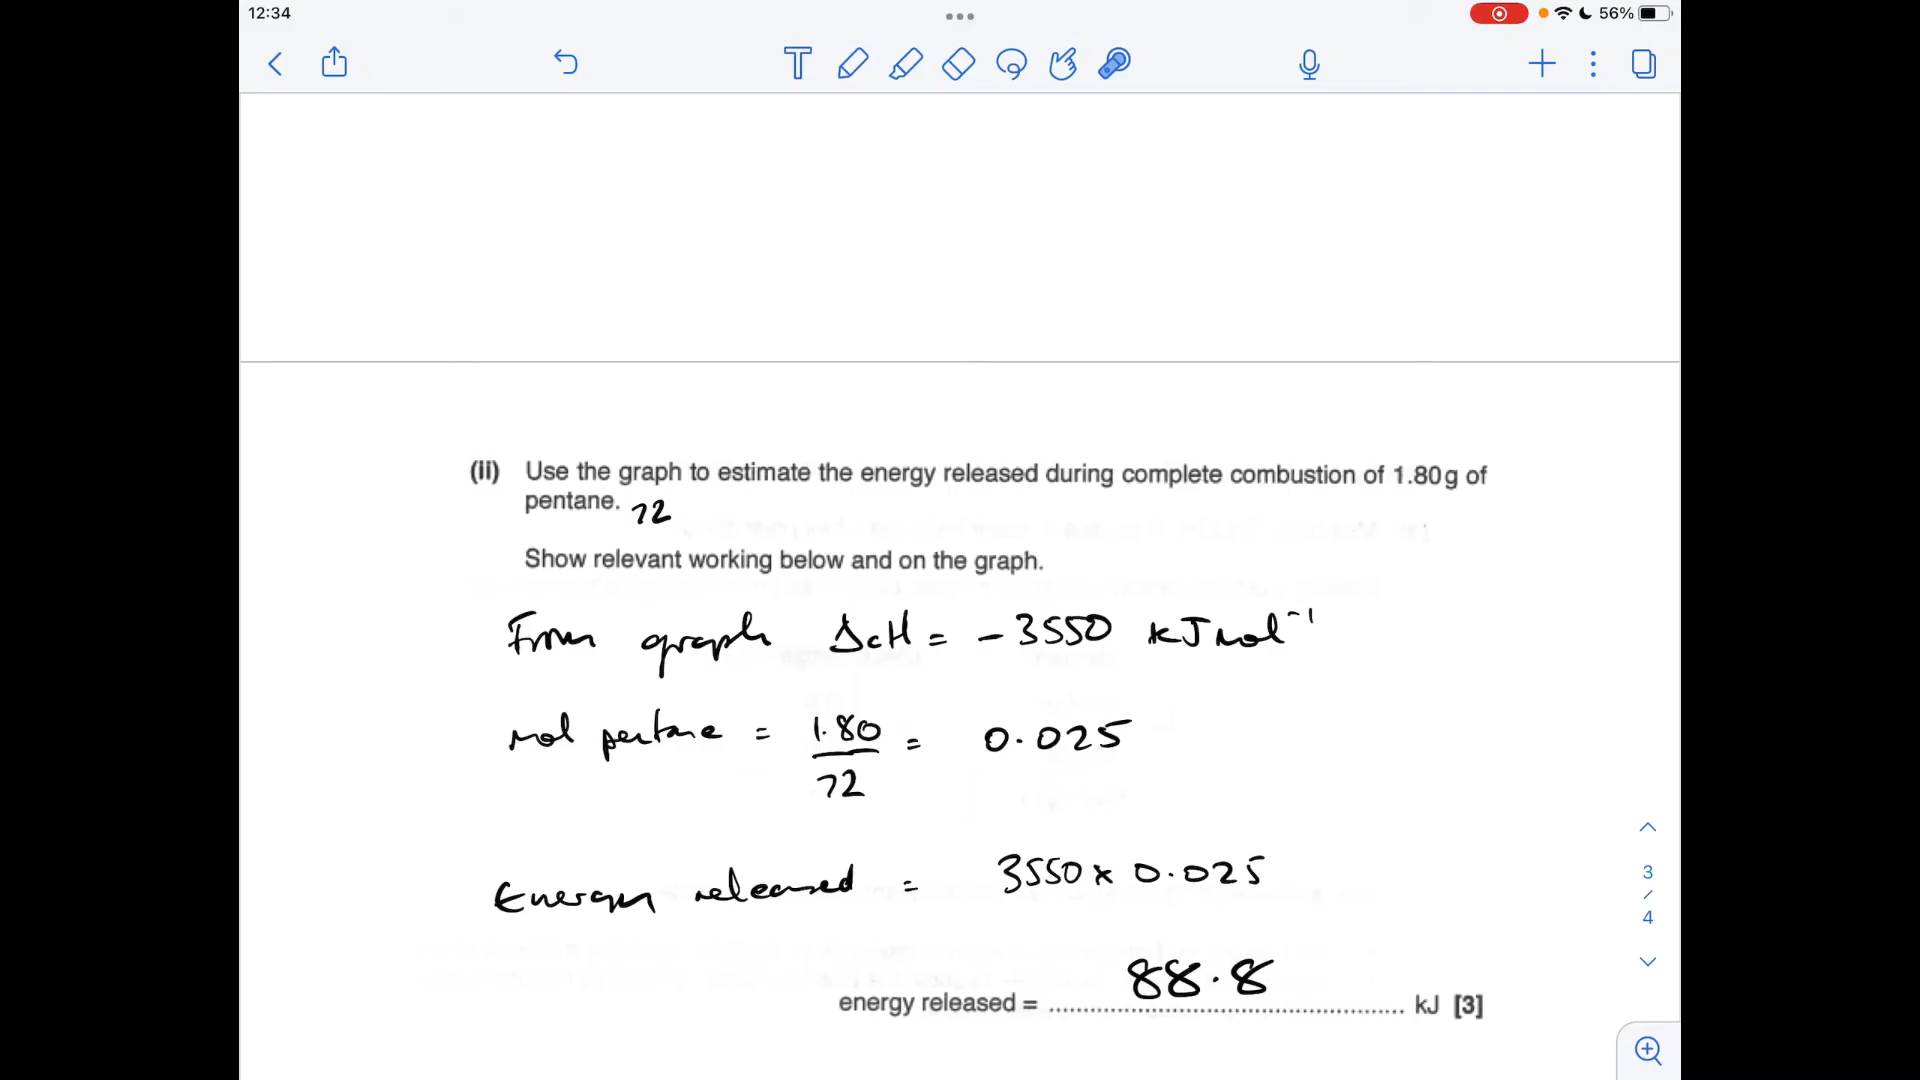 12:34
56%
(ii) Use the graph to estimate the energy released during complete combustion of 1.80 g of
pentane. 72
Show relevant working below and on the graph.
From graph ΔcH = -3550 kJmol⁻¹
mol pentane = 1.80 = 0.025
72
Energy released = 3550 x 0.025
88.8
energy released = ........................................................ kJ [3]
3
/
4